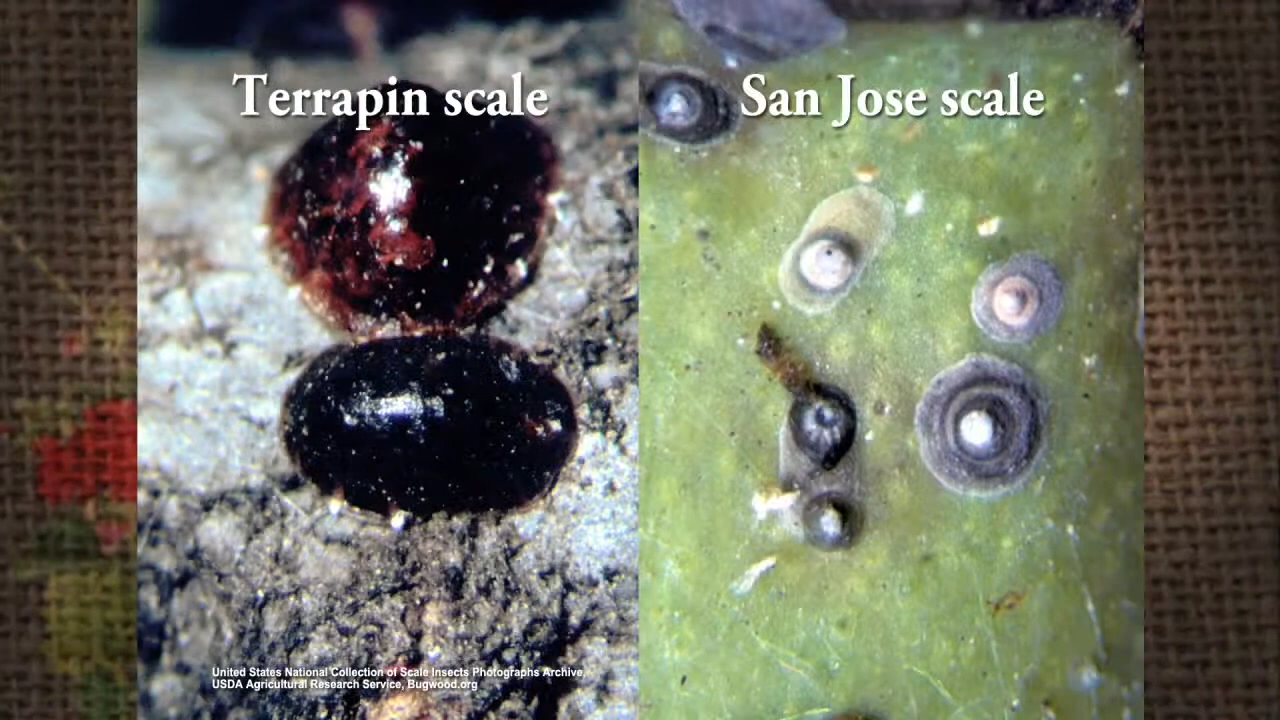 Terrapin scale
San Jose scale
United States National Collection of Scale Insects Photographs Archive,
USDA Agricultural Research Service, Bugwood.org